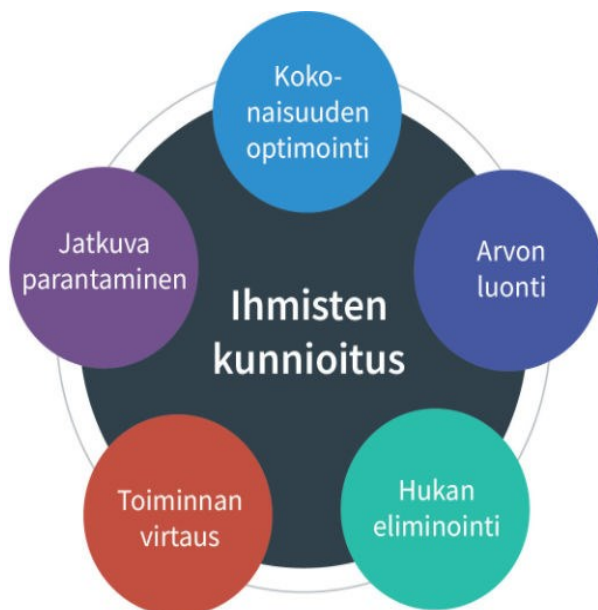 Koko-
naisuuden
optimointi
Arvon
luonti
Hukan
eliminointi
Toiminnan
virtaus
Jatkuva
parantaminen
Ihmisten
kunnioitus